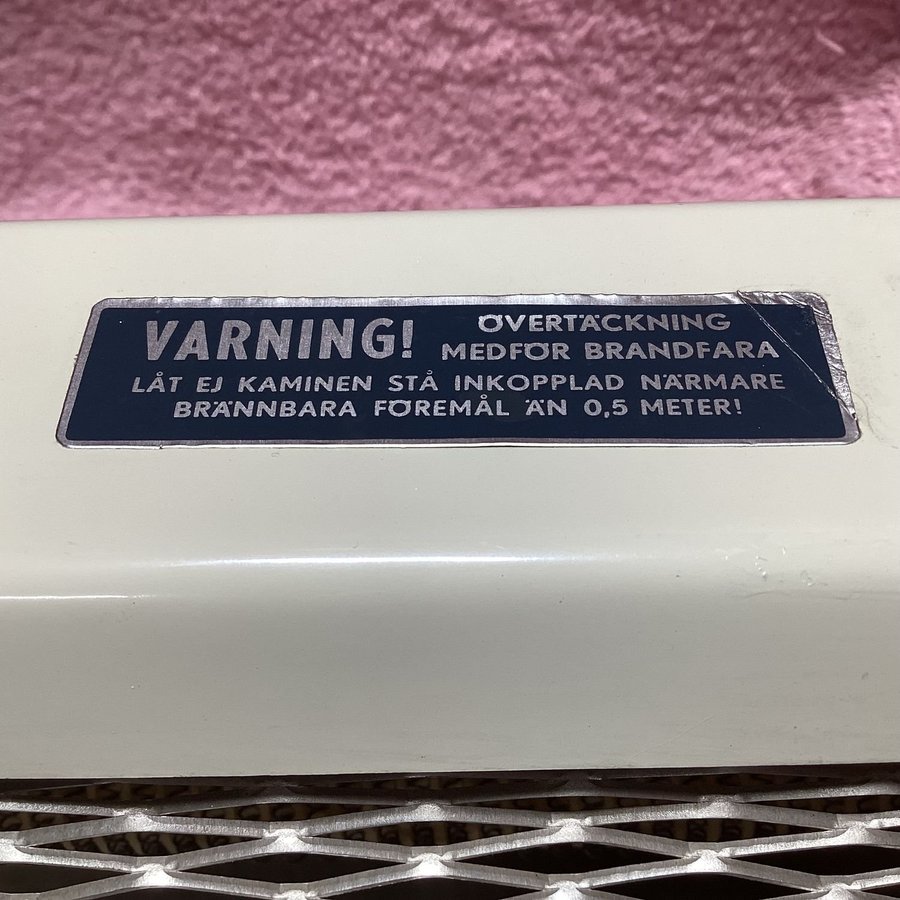 VARNING! ÖVERTÄCKNING
MEDFÖR BRANDFARA
LÅT EJ KAMINEN STÅ INKOPPLAD NÄRMARE
BRÄNNBARA FÖREMÅL ÄN 0,5 METER!